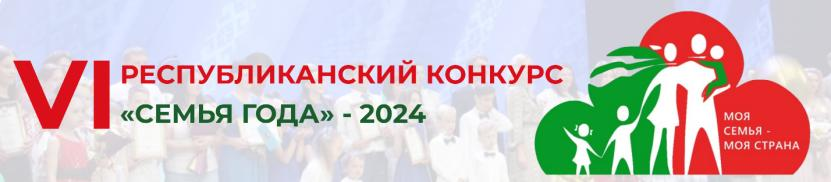 VI
РЕСПУБЛИКАНСКИЙ КОНКУРС
«СЕМЬЯ ГОДА» - 2024
МОЯ
СЕМЬЯ -
МОЯ СТРАНА